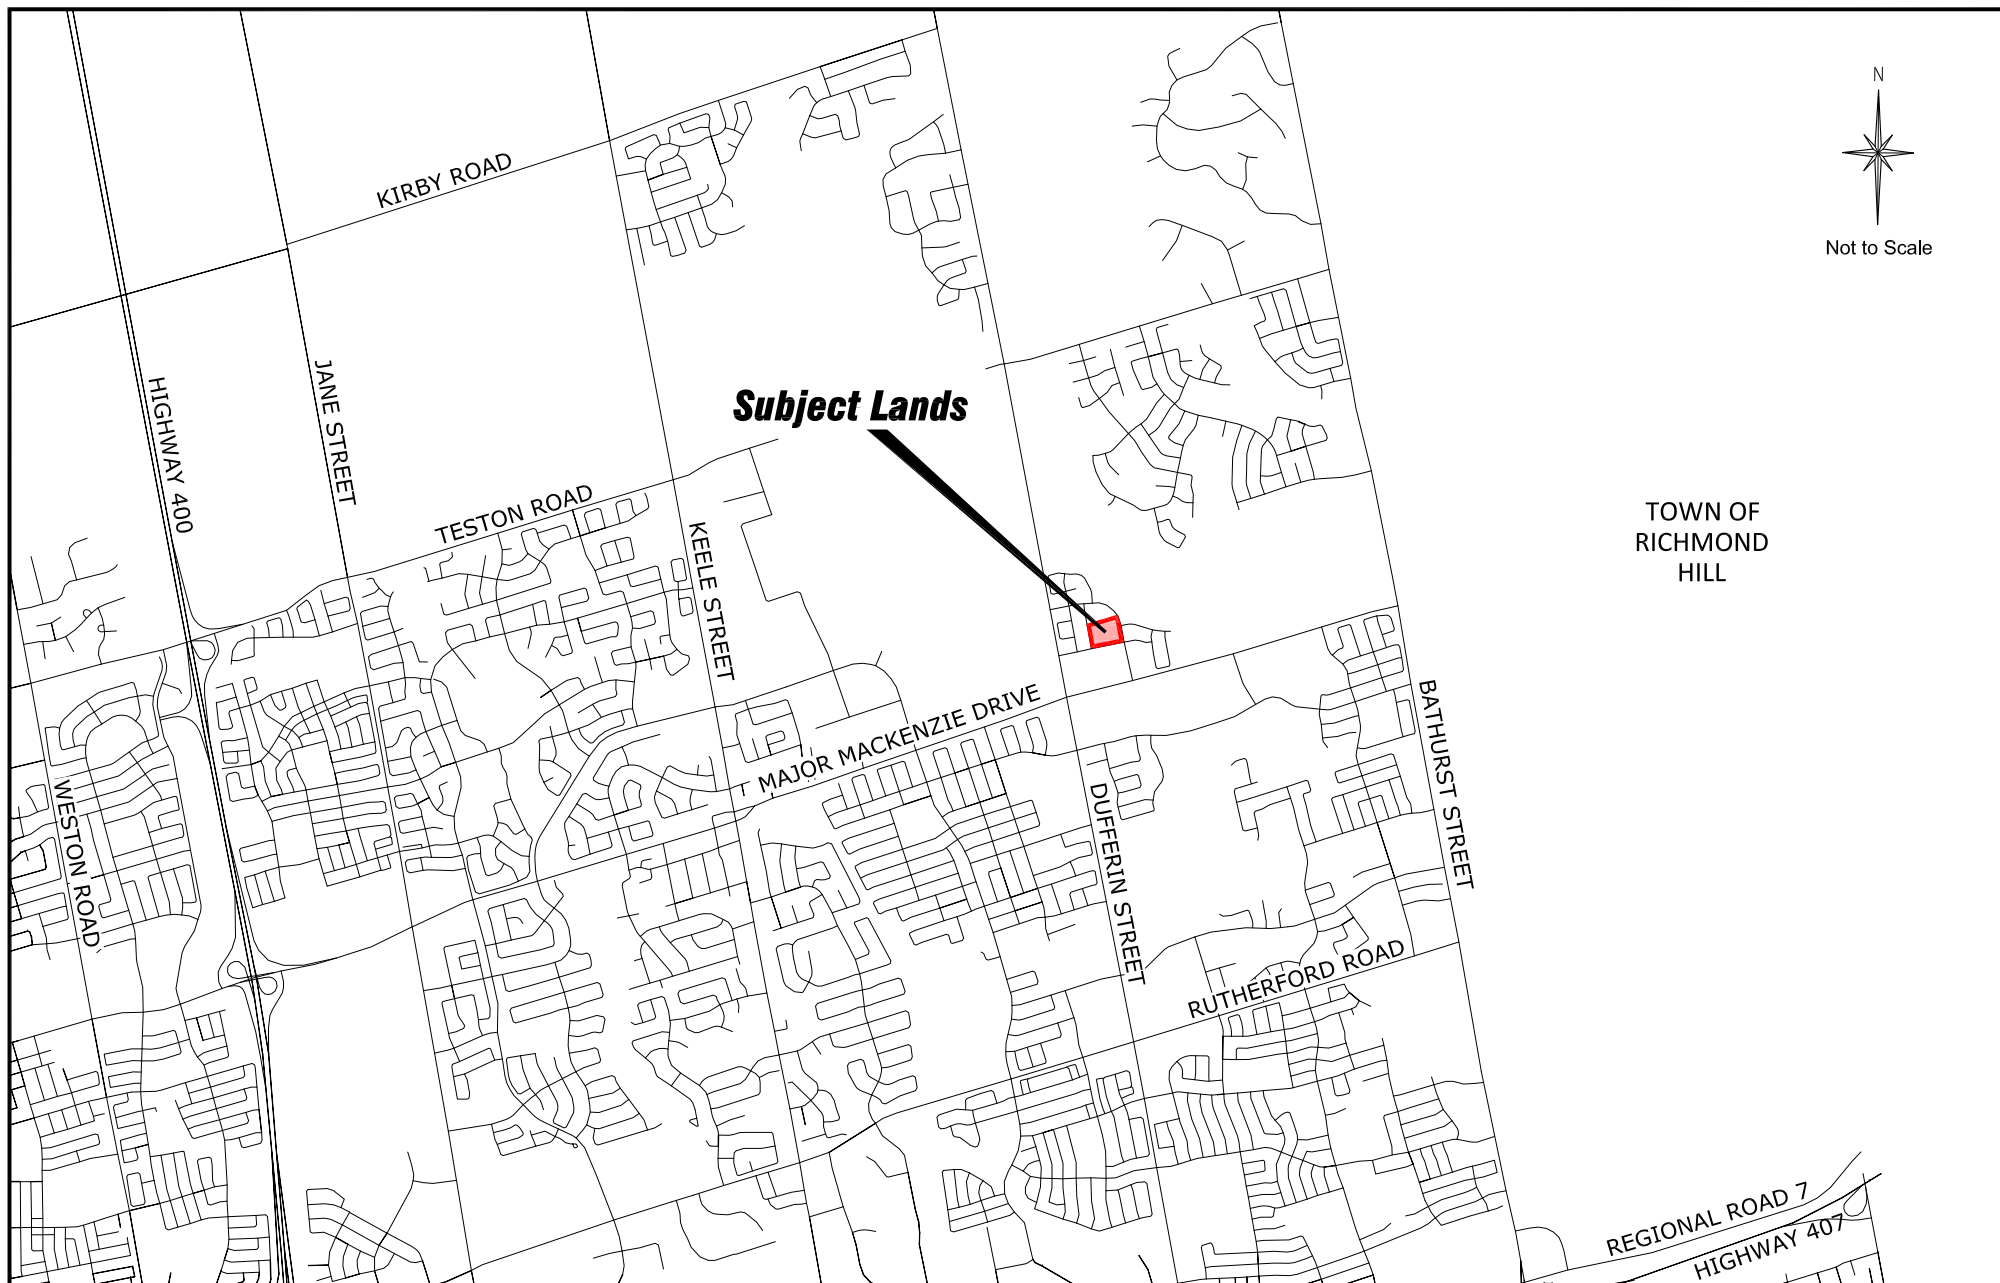 N
Not to Scale
KIRBY ROAD
JANE STREET
HIGHWAY 400
Subject Lands
TESTON ROAD
KEELE STREET
TOWN OF
RICHMOND
HILL
MAJOR MACKENZIE DRIVE
BATHURST STREET
WESTON ROAD
DUFFERIN STREET
RUTHERFORD ROAD
REGIONAL ROAD 7
HIGHWAY 407